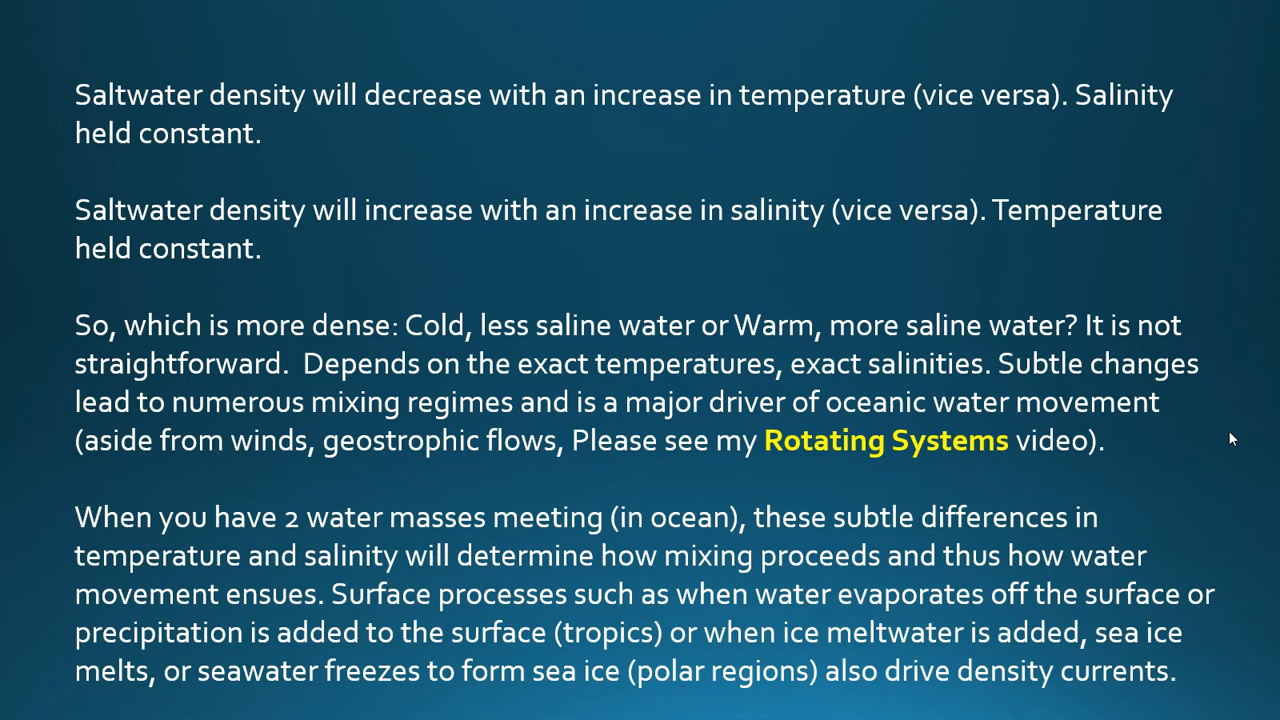 Saltwater density will decrease with an increase in temperature (vice versa). Salinity
held constant.
Saltwater density will increase with an increase in salinity (vice versa). Temperature
held constant.
So, which is more dense: Cold, less saline water or Warm, more saline water? It is not
straightforward.  Depends on the exact temperatures, exact salinities. Subtle changes
lead to numerous mixing regimes and is a major driver of oceanic water movement
(aside from winds, geostrophic flows, Please see my Rotating Systems video).
When you have 2 water masses meeting (in ocean), these subtle differences in
temperature and salinity will determine how mixing proceeds and thus how water
movement ensues. Surface processes such as when water evaporates off the surface or
precipitation is added to the surface (tropics) or when ice meltwater is added, sea ice
melts, or seawater freezes to form sea ice (polar regions) also drive density currents.